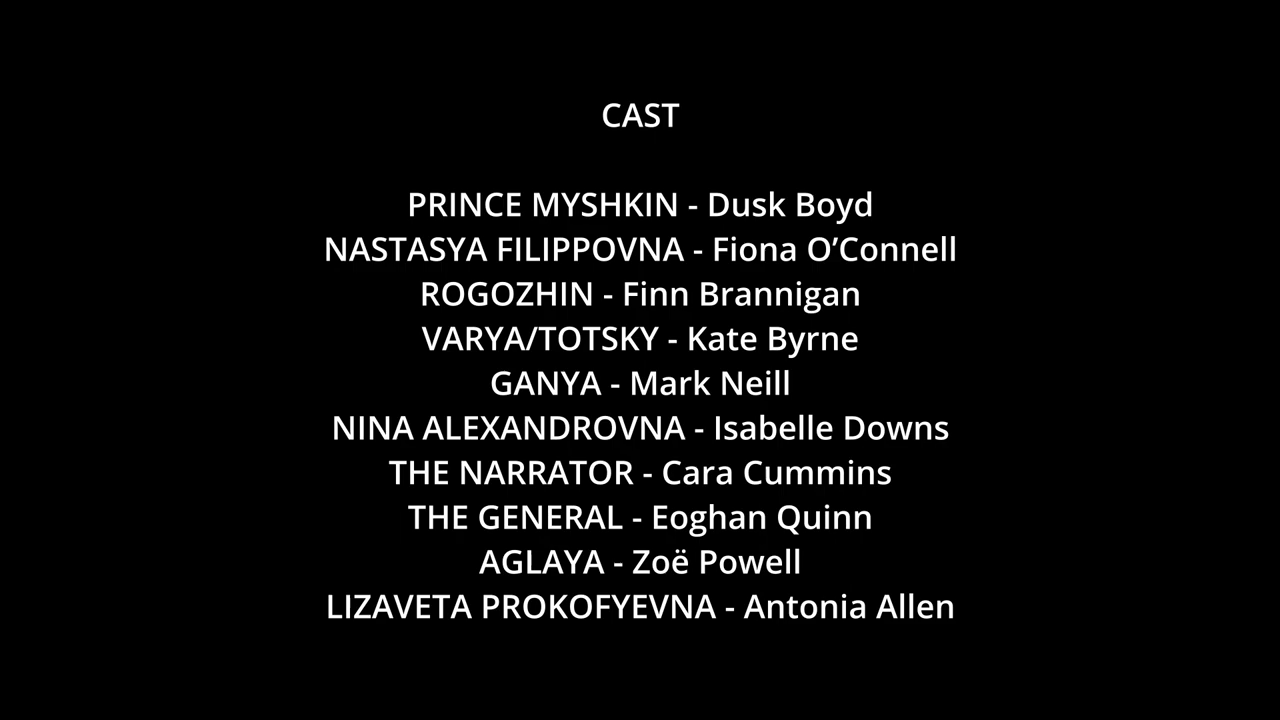 CAST
PRINCE MYSHKIN - Dusk Boyd
NASTASYA FILIPPOVNA - Fiona O’Connell
ROGOZHIN - Finn Brannigan
VARYA/TOTSKY - Kate Byrne
GANYA - Mark Neill
NINA ALEXANDROVNA - Isabelle Downs
THE NARRATOR - Cara Cummins
THE GENERAL - Eoghan Quinn
AGLAYA - Zoë Powell
LIZAVETA PROKOFYEVNA - Antonia Allen